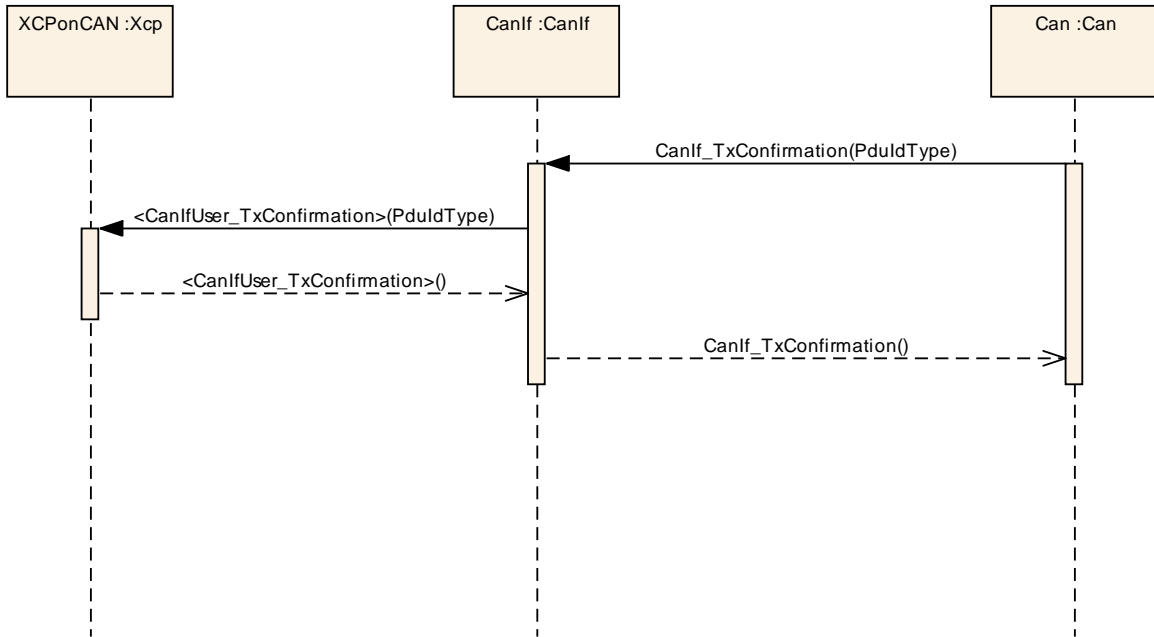 XCPonCAN :Xcp
CanIf :CanIf
Can :Can
CanIf_TxConfirmation(PduIdType)
<CanIfUser_TxConfirmation>(PduIdType)
<CanIfUser_TxConfirmation>()
CanIf_TxConfirmation()